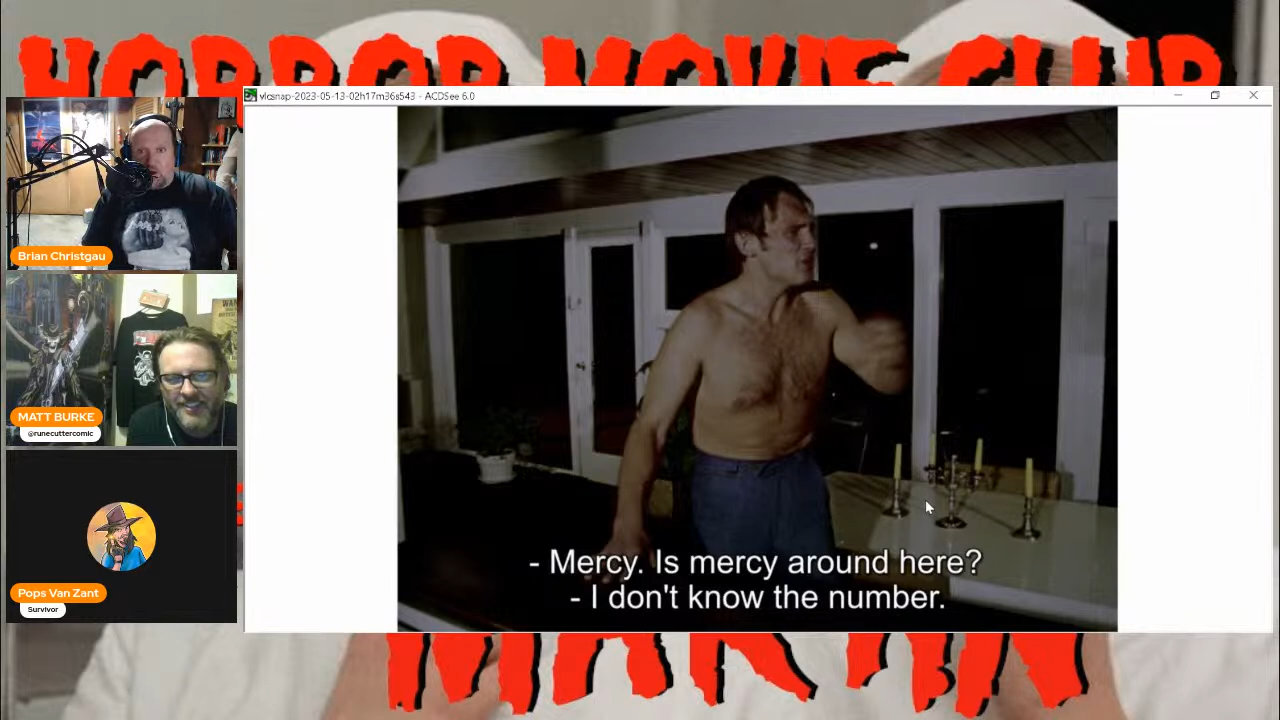 HORROR MOVIE CLUB
vlcsnap-2023-05-13-02h17m36s543 - ACDSee 6.0
Brian Christgau
MATT BURKE
@runecuttercomic
Pops Van Zant
Survivor
- Mercy. Is mercy around here?
- I don't know the number.
MARTIN